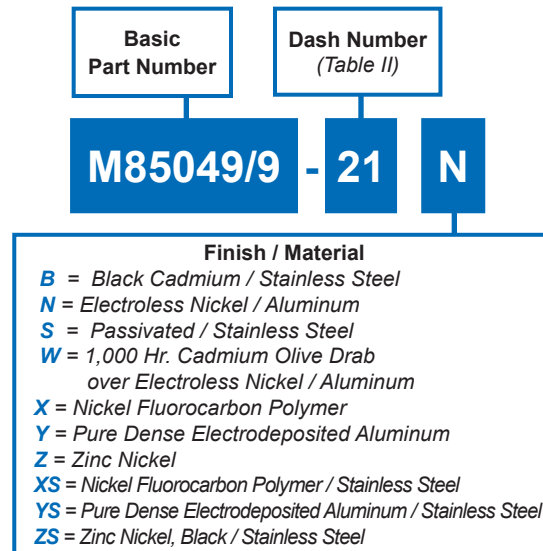 Basic
Part Number
Dash Number
(Table II)
M85049/9 - 21 N
Finish / Material
B = Black Cadmium / Stainless Steel
N = Electroless Nickel / Aluminum
S = Passivated / Stainless Steel
W = 1,000 Hr. Cadmium Olive Drab
over Electroless Nickel / Aluminum
X = Nickel Fluorocarbon Polymer
Y = Pure Dense Electrodeposited Aluminum
Z = Zinc Nickel
XS = Nickel Fluorocarbon Polymer / Stainless Steel
YS = Pure Dense Electrodeposited Aluminum / Stainless Steel
ZS = Zinc Nickel, Black / Stainless Steel